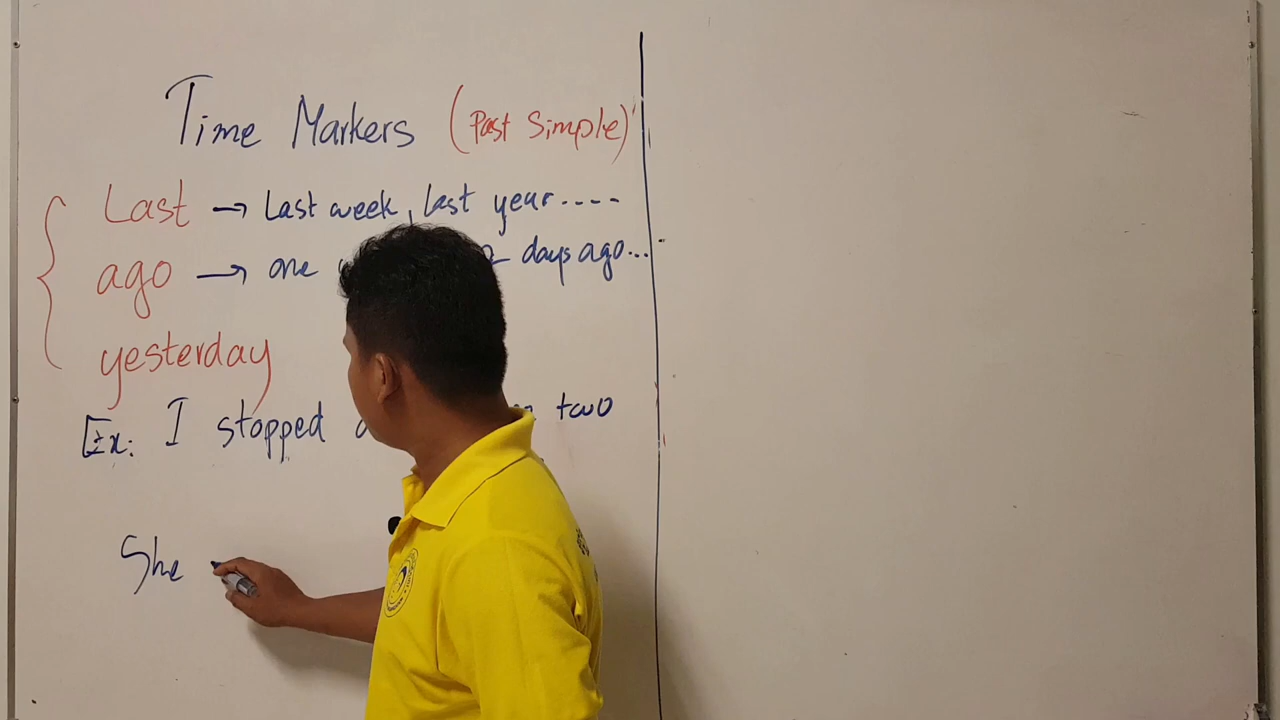 Time Markers (Past Simple)
Last → Last week, last year.....
ago → one days ago...
yesterday
Ex: I stopped two
She